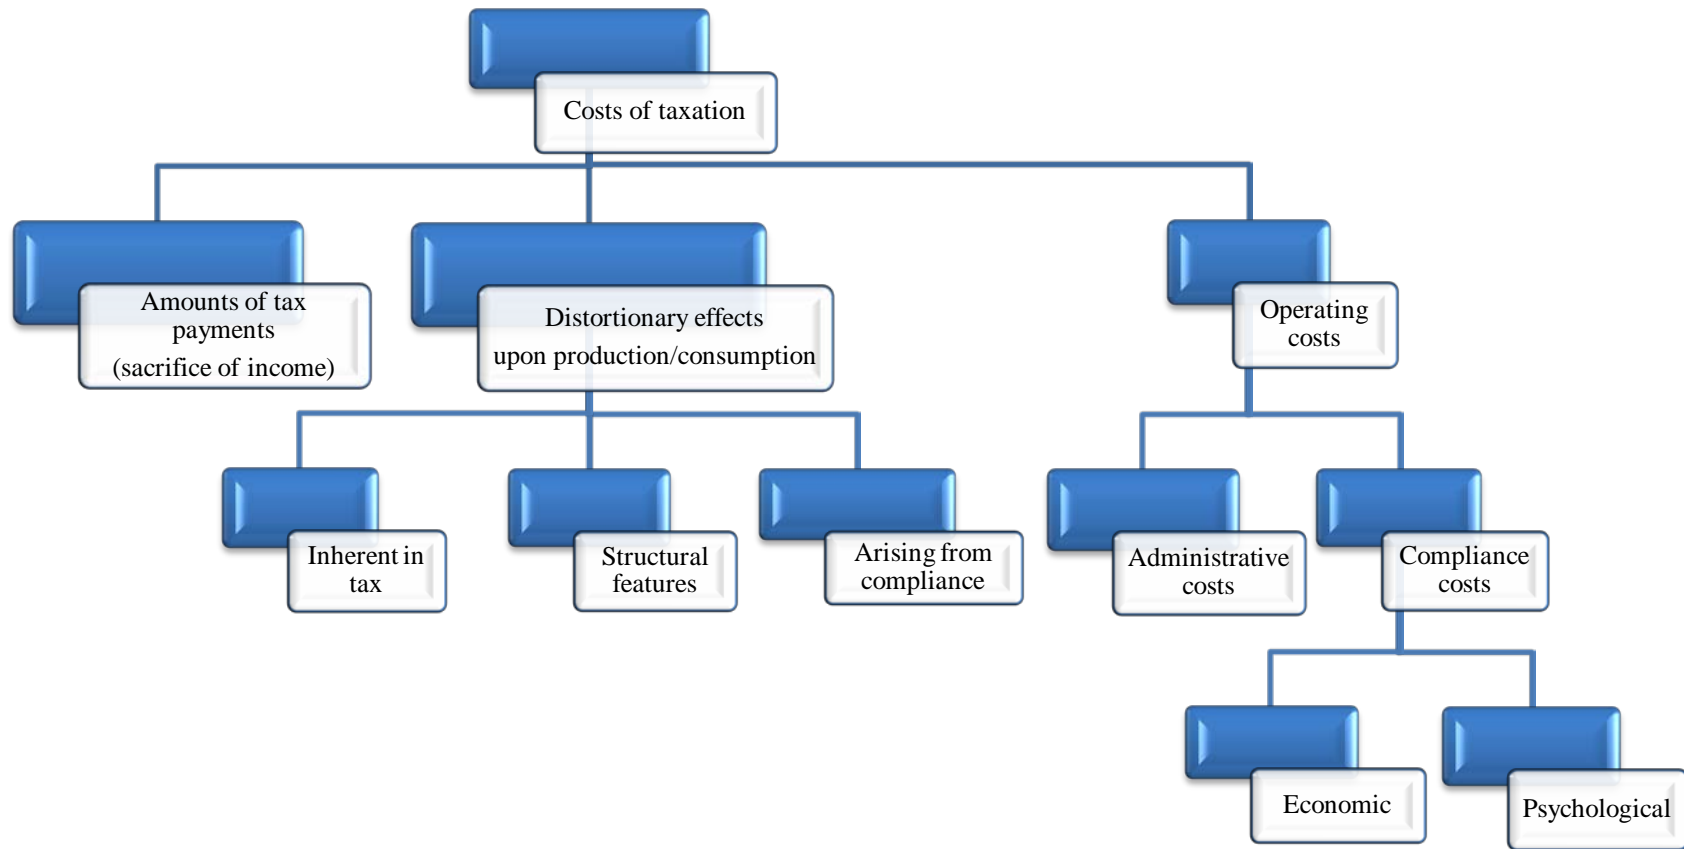 Costs of taxation
Amounts of tax
payments
(sacrifice of income)
Distortionary effects
upon production/consumption
Operating
costs
Inherent in
tax
Structural
features
Arising from
compliance
Administrative
costs
Compliance
costs
Economic
Psychological